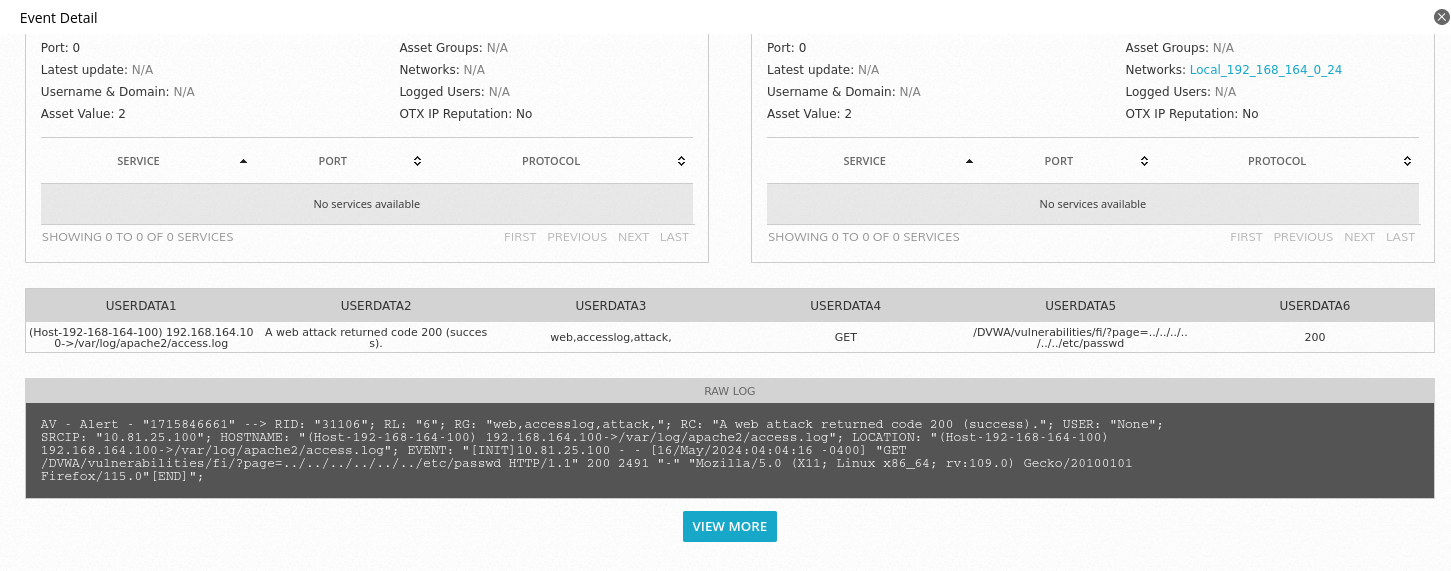 Event Detail
Port: 0
Asset Groups: N/A
Latest update: N/A
Networks: N/A
Username & Domain: N/A
Logged Users: N/A
Asset Value: 2
OTX IP Reputation: No
SERVICE PORT PROTOCOL
No services available
SHOWING 0 TO 0 OF 0 SERVICES
FIRST PREVIOUS NEXT LAST
Port: 0
Asset Groups: N/A
Latest update: N/A
Networks: Local_192_168_164_0_24
Username & Domain: N/A
Logged Users: N/A
Asset Value: 2
OTX IP Reputation: No
SERVICE PORT PROTOCOL
No services available
SHOWING 0 TO 0 OF 0 SERVICES
FIRST PREVIOUS NEXT LAST
USERDATA1 USERDATA2 USERDATA3 USERDATA4 USERDATA5 USERDATA6
(Host-192-168-164-100) 192.168.164.10
0->/var/log/apache2/access.log
A web attack returned code 200 (succes
s).
web,accesslog,attack,
GET
/DVWA/vulnerabilities/fi/?page=../../../..
/../../etc/passwd
200
RAW LOG
AV - Alert - "1715846661" --> RID: "31106"; RL: "6"; RG: "web,accesslog,attack,"; RC: "A web attack returned code 200 (success)."; USER: "None";
SRCIP: "10.81.25.100"; HOSTNAME: "(Host-192-168-164-100) 192.168.164.100->/var/log/apache2/access.log"; LOCATION: "(Host-192-168-164-100)
192.168.164.100->/var/log/apache2/access.log"; EVENT: "[INIT]10.81.25.100 - - [16/May/2024:04:04:16 -0400] "GET
/DVWA/vulnerabilities/fi/?page=../../../../../../etc/passwd HTTP/1.1" 200 2491 "-" "Mozilla/5.0 (X11; Linux x86_64; rv:109.0) Gecko/20100101
Firefox/115.0"[END]";
VIEW MORE